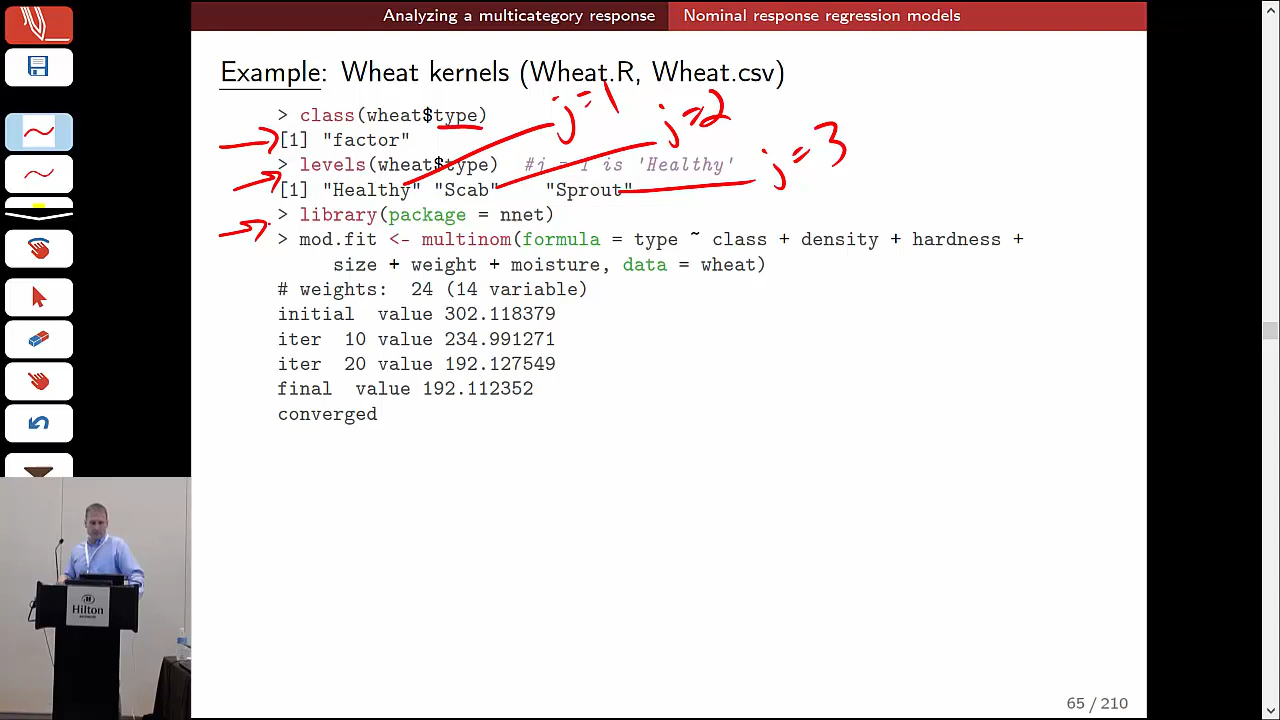 Analyzing a multicategory response Nominal response regression models
Example: Wheat kernels (Wheat.R, Wheat.csv)
> class(wheat$type)
[1] "factor"
> levels(wheat$type) #j = 1 is 'Healthy'
[1] "Healthy" "Scab" "Sprout"
j=1
j=2
j=3
> library(package = nnet)
> mod.fit <- multinom(formula = type ~ class + density + hardness +
size + weight + moisture, data = wheat)
# weights: 24 (14 variable)
initial value 302.118379
iter 10 value 234.991271
iter 20 value 192.127549
final value 192.112352
converged
Hilton
65 / 210